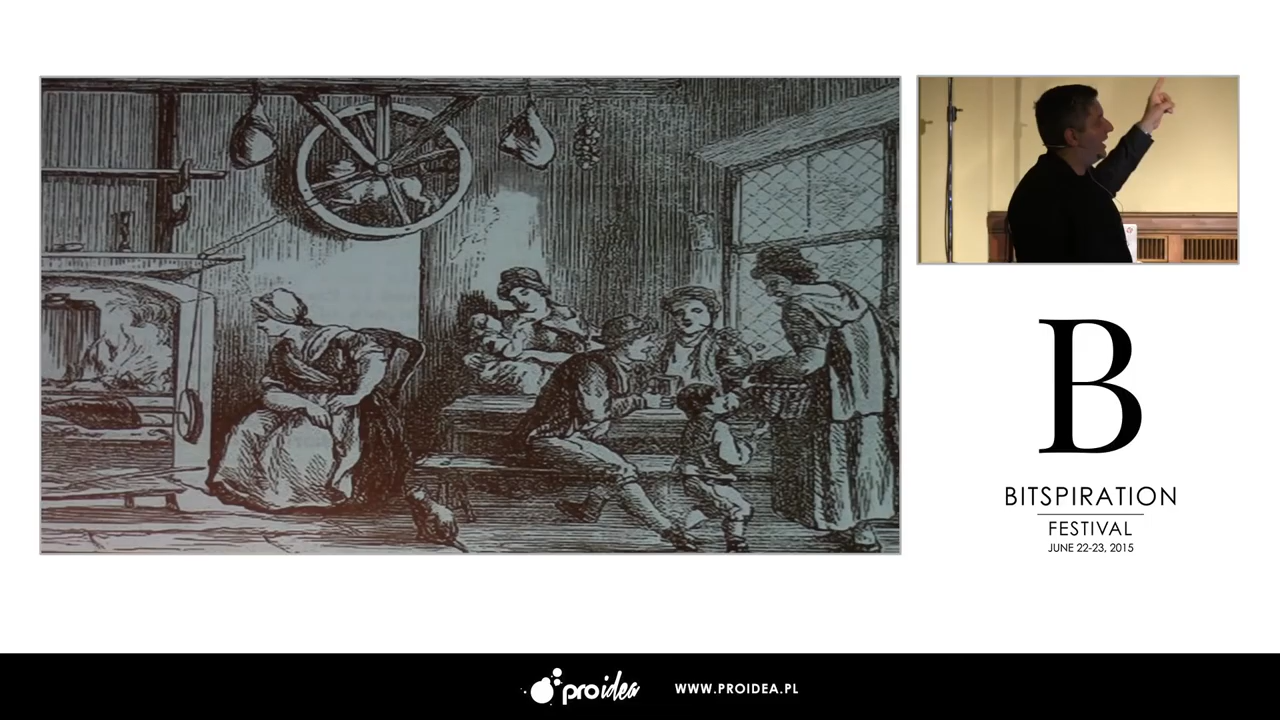 B
BITSPIRATION
FESTIVAL
JUNE 22-23, 2015
proidea
WWW.PROIDEA.PL